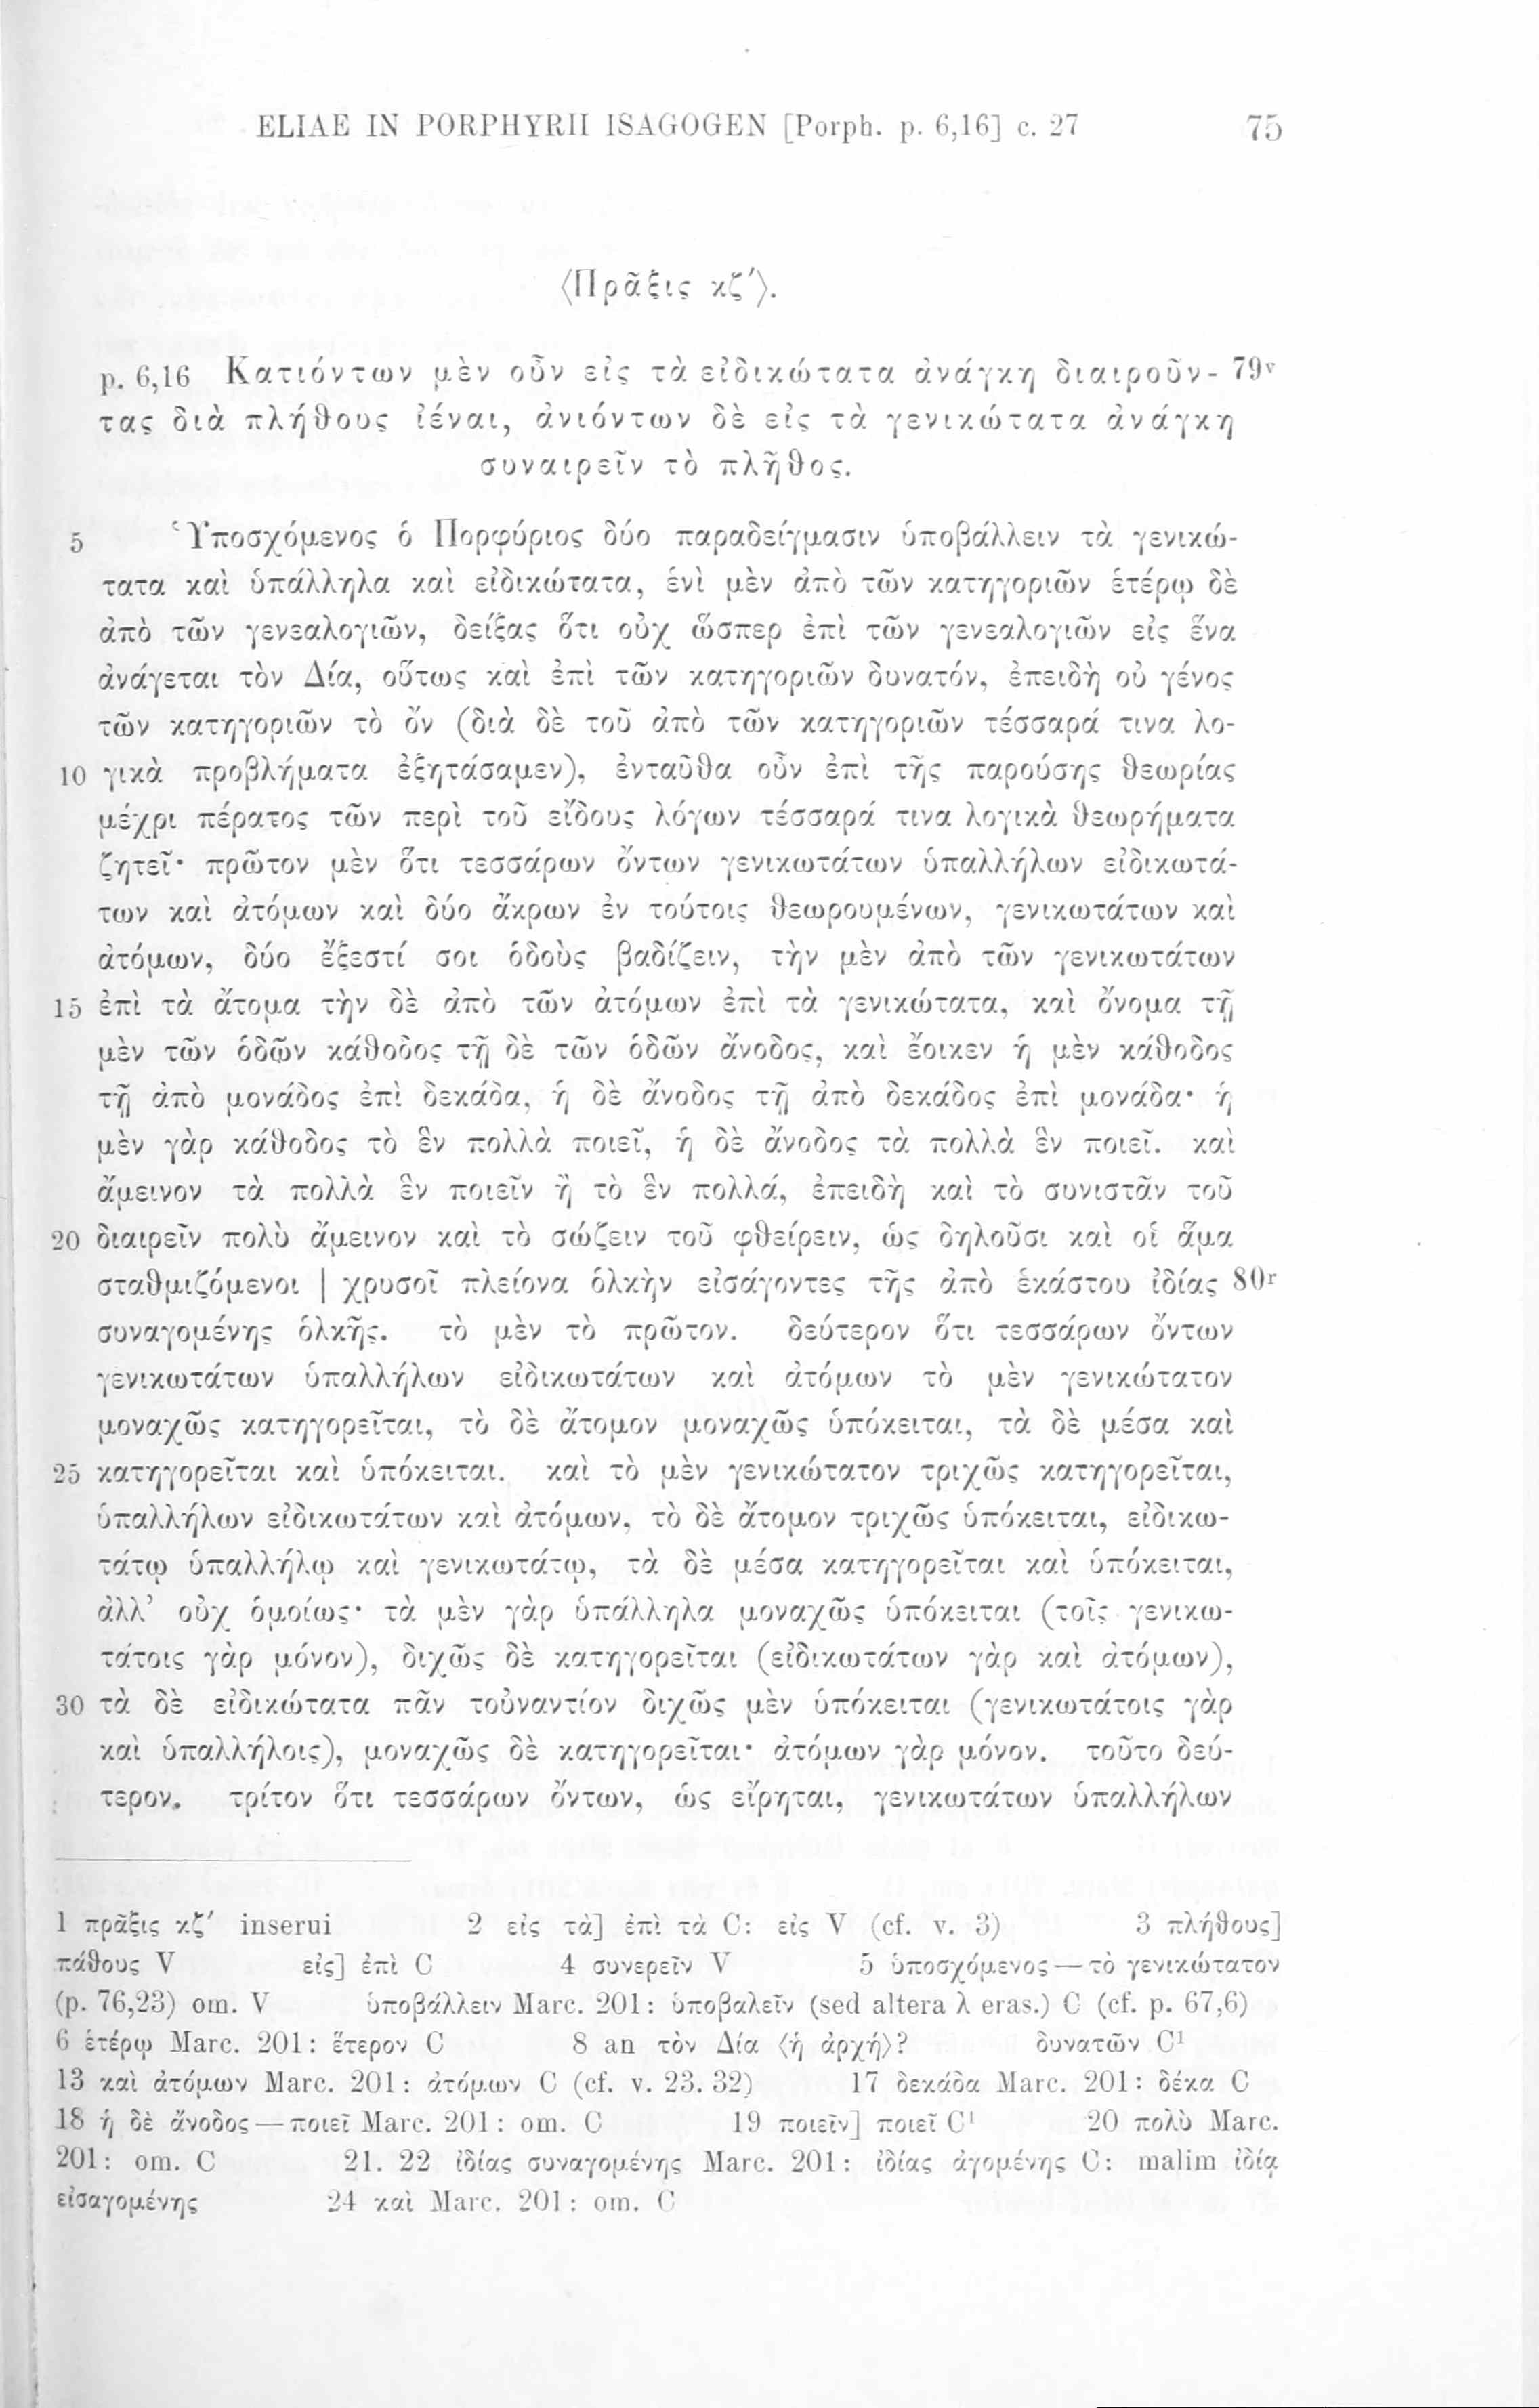 ELIAE IN PORPHYRII ISAGOGEN [Porph. p. 6,16] c. 27 75
⟨Πρᾶξις κζ′⟩.
p. 6,16 Κατιόντων μὲν οὖν εἰς τὰ εἰδικώτατα ἀνάγκη διαιροῦν- 79v
τας διὰ πλήθους ἰέναι, ἀνιόντων δὲ εἰς τὰ γενικώτατα ἀνάγκη
συναιρεῖν τὸ πλῆθος.
5 Ὑποσχόμενος ὁ Πορφύριος δύο παραδείγμασιν ὑποβάλλειν τὰ γενικώ-
τατα καὶ ὑπάλληλα καὶ εἰδικώτατα, ἑνὶ μὲν ἀπὸ τῶν κατηγοριῶν ἑτέρῳ δὲ
ἀπὸ τῶν γενεαλογιῶν, δείξας ὅτι οὐχ ὥσπερ ἐπὶ τῶν γενεαλογιῶν εἰς ἕνα
ἀνάγεται τὸν Δία, οὕτως καὶ ἐπὶ τῶν κατηγοριῶν δυνατόν, ἐπειδὴ οὐ γένος
τῶν κατηγοριῶν τὸ ὄν (διὰ δὲ τοῦ ἀπὸ τῶν κατηγοριῶν τέσσαρά τινα λο-
10 γικὰ προβλήματα ἐξητάσαμεν), ἐνταῦθα οὖν ἐπὶ τῆς παρούσης θεωρίας
μέχρι πέρατος τῶν περὶ τοῦ εἴδους λόγων τέσσαρά τινα λογικὰ θεωρήματα
ζητεῖ· πρῶτον μὲν ὅτι τεσσάρων ὄντων γενικωτάτων ὑπαλλήλων εἰδικωτά-
των καὶ ἀτόμων καὶ δύο ἄκρων ἐν τούτοις θεωρουμένων, γενικωτάτων καὶ
ἀτόμων, δύο ἔξεστί σοι ὁδοὺς βαδίζειν, τὴν μὲν ἀπὸ τῶν γενικωτάτων
15 ἐπὶ τὰ ἄτομα τὴν δὲ ἀπὸ τῶν ἀτόμων ἐπὶ τὰ γενικώτατα, καὶ ὄνομα τῇ
μὲν τῶν ὁδῶν κάθοδος τῇ δὲ τῶν ὁδῶν ἄνοδος, καὶ ἔοικεν ἡ μὲν κάθοδος
τῇ ἀπὸ μονάδος ἐπὶ δεκάδα, ἡ δὲ ἄνοδος τῇ ἀπὸ δεκάδος ἐπὶ μονάδα· ἡ
μὲν γὰρ κάθοδος τὸ ἓν πολλὰ ποιεῖ, ἡ δὲ ἄνοδος τὰ πολλὰ ἓν ποιεῖ. καὶ
ἄμεινον τὰ πολλὰ ἓν ποιεῖν ἢ τὸ ἓν πολλά, ἐπειδὴ καὶ τὸ συνιστᾶν τοῦ
20 διαιρεῖν πολὺ ἄμεινον καὶ τὸ σώζειν τοῦ φθείρειν, ὡς δηλοῦσι καὶ οἱ ἅμα
σταθμιζόμενοι | χρυσοῖ πλείονα ὁλκὴν εἰσάγοντες τῆς ἀπὸ ἑκάστου ἰδίας 80r
συναγομένης ὁλκῆς. τὸ μὲν τὸ πρῶτον. δεύτερον ὅτι τεσσάρων ὄντων
γενικωτάτων ὑπαλλήλων εἰδικωτάτων καὶ ἀτόμων τὸ μὲν γενικώτατον
μοναχῶς κατηγορεῖται, τὸ δὲ ἄτομον μοναχῶς ὑπόκειται, τὰ δὲ μέσα καὶ
25 κατηγορεῖται καὶ ὑπόκειται. καὶ τὸ μὲν γενικώτατον τριχῶς κατηγορεῖται,
ὑπαλλήλων εἰδικωτάτων καὶ ἀτόμων, τὸ δὲ ἄτομον τριχῶς ὑπόκειται, εἰδικω-
τάτῳ ὑπαλλήλῳ καὶ γενικωτάτῳ, τὰ δὲ μέσα κατηγορεῖται καὶ ὑπόκειται,
ἀλλ’ οὐχ ὁμοίως· τὰ μὲν γὰρ ὑπάλληλα μοναχῶς ὑπόκειται (τοῖς γενικω-
τάτοις γὰρ μόνον), διχῶς δὲ κατηγορεῖται (εἰδικωτάτων γὰρ καὶ ἀτόμων),
30 τὰ δὲ εἰδικώτατα πᾶν τοὐναντίον διχῶς μὲν ὑπόκειται (γενικωτάτοις γὰρ
καὶ ὑπαλλήλοις), μοναχῶς δὲ κατηγορεῖται· ἀτόμων γὰρ μόνον. τοῦτο δεύ-
τερον. τρίτον ὅτι τεσσάρων ὄντων, ὡς εἴρηται, γενικωτάτων ὑπαλλήλων
1 πρᾶξις κζ′ inserui 2 εἰς τὰ] ἐπὶ τὰ C: εἰς V (cf. v. 3) 3 πλήθους]
πάθους V εἰς] ἐπὶ C 4 συνερεῖν V 5 ὑποσχόμενος—τὸ γενικώτατον
(p. 76,23) om. V ὑποβάλλειν Marc. 201: ὑποβαλεῖν (sed altera λ eras.) C (cf. p. 67,6)
6 ἑτέρῳ Marc. 201: ἕτερον C 8 an τὸν Δία ⟨ἡ ἀρχή⟩? δυνατῶν C¹
13 καὶ ἀτόμων Marc. 201: ἀτόμων C (cf. v. 23. 32) 17 δεκάδα Marc. 201: δέκα C
18 ἡ δὲ ἄνοδος—ποιεῖ Marc. 201: om. C 19 ποιεῖν] ποιεῖ C¹ 20 πολὺ Marc.
201: om. C 21. 22 ἰδίας συναγομένης Marc. 201: ἰδίας ἀγομένης C: malim ἰδίᾳ
εἰσαγομένης 24 καὶ Marc. 201: om. C